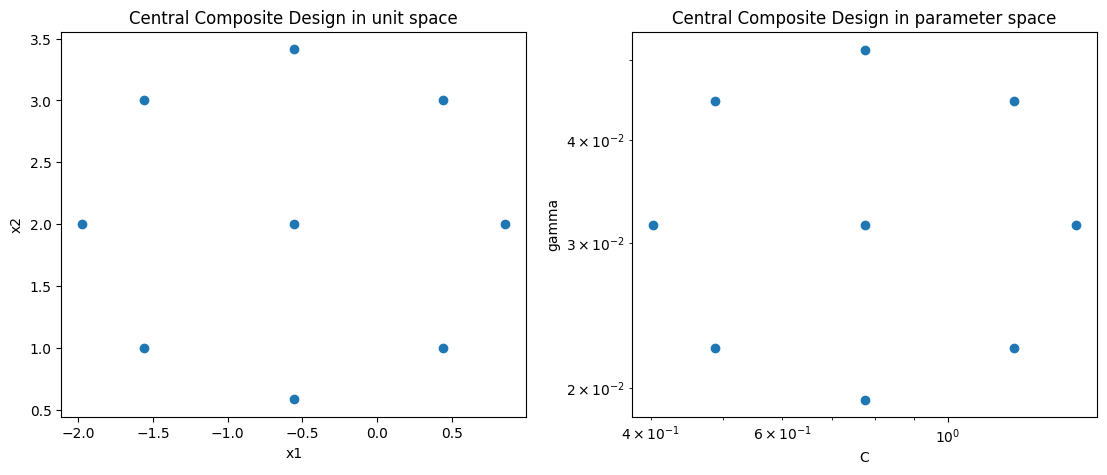 Central Composite Design in unit space
3.5
3.0
2.5
2.0
1.5
1.0
0.5
x2
−2.0
−1.5
−1.0
−0.5
0.0
0.5
x1
Central Composite Design in parameter space
4 × 10⁻²
3 × 10⁻²
2 × 10⁻²
gamma
4 × 10⁻¹
6 × 10⁻¹
10⁰
C